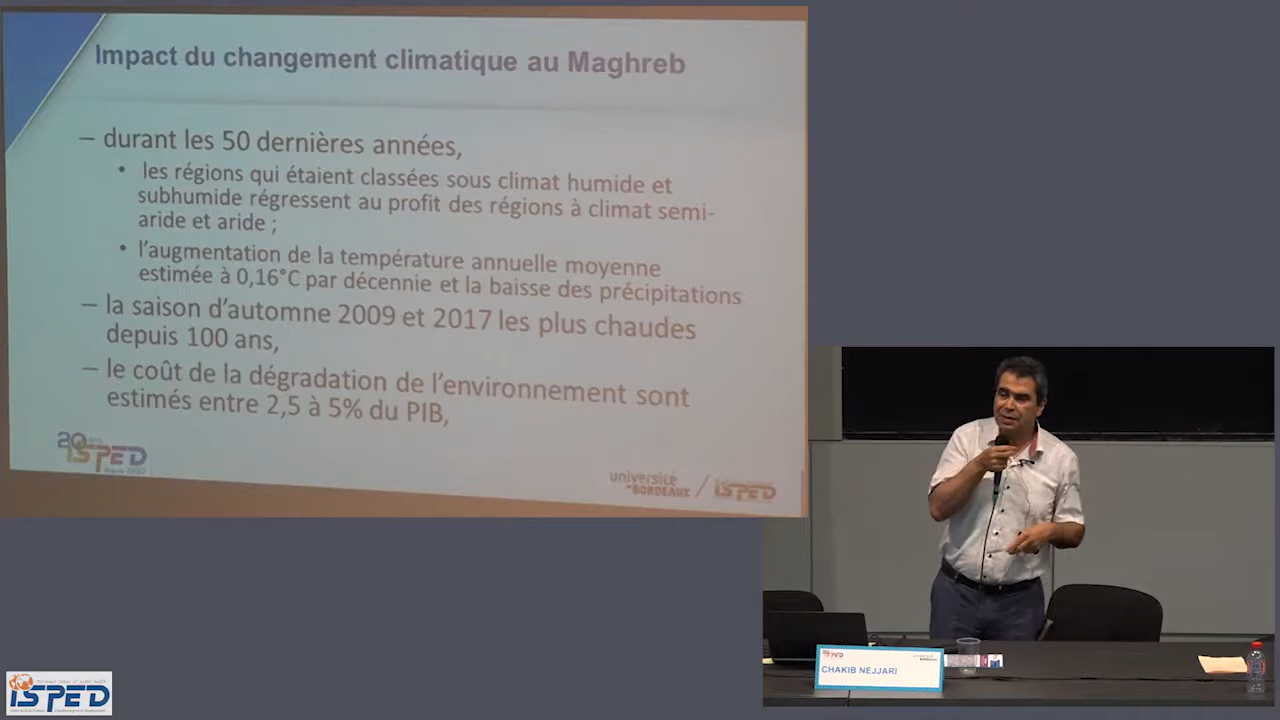 Impact du changement climatique au Maghreb
– durant les 50 dernières années,
• les régions qui étaient classées sous climat humide et
subhumide régressent au profit des régions à climat semi-
aride et aride ;
• l'augmentation de la température annuelle moyenne
estimée à 0,16°C par décennie et la baisse des précipitations
– la saison d'automne 2009 et 2017 les plus chaudes
depuis 100 ans,
– le coût de la dégradation de l'environnement sont
estimés entre 2,5 à 5% du PIB,
20 ans
ISPED
depuis 1997
université
de BORDEAUX / ISPED
CHAKIB NEJJARI
ISPED